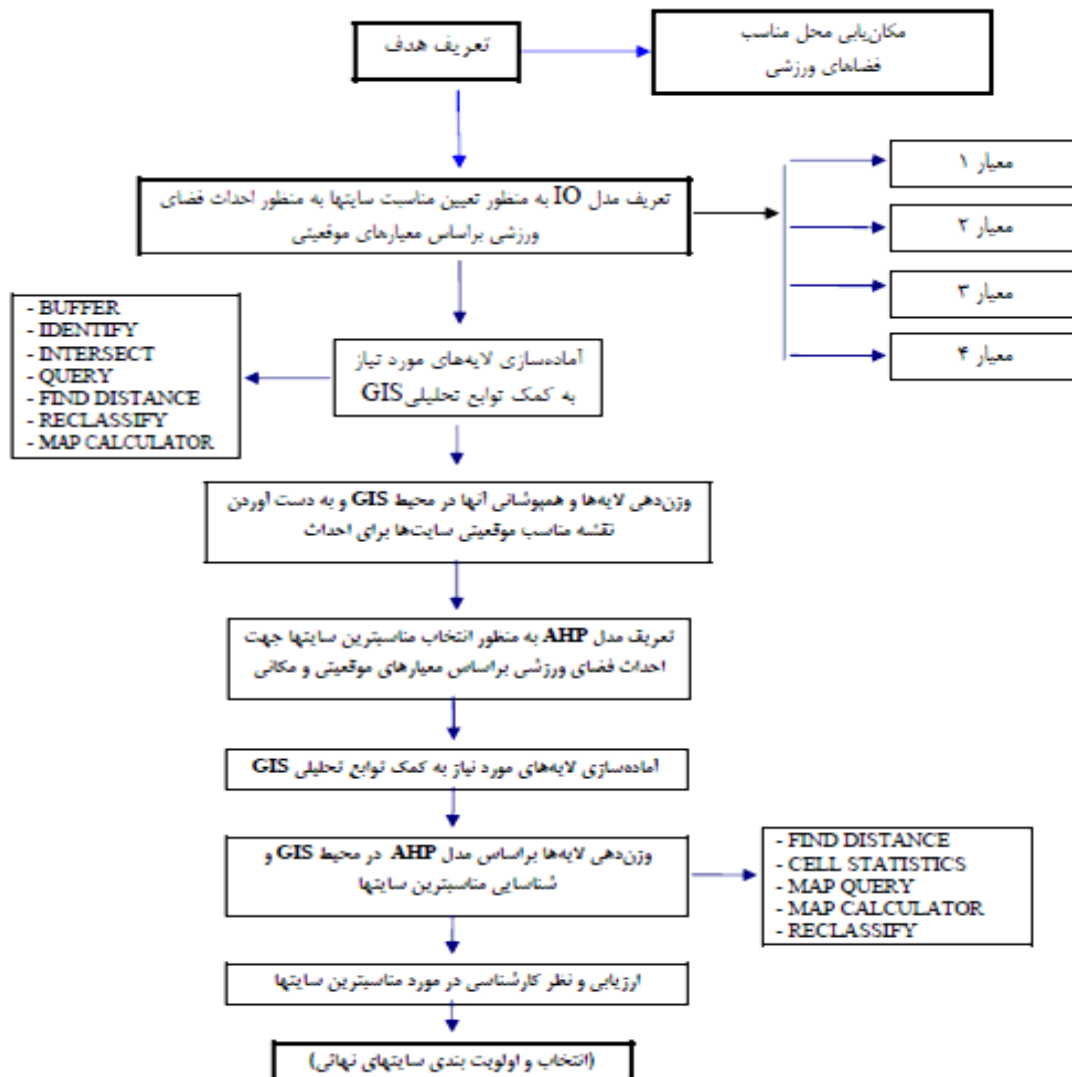 تعریف هدف
مکان‌یابی محل مناسب
فضاهای ورزشی
تعریف مدل IO به منظور تعیین مناسبت سایتها به منظور احداث فضای
ورزشی براساس معیارهای موقعیتی
معیار ۱
معیار ۲
معیار ۳
معیار ۴
آماده‌سازی لایه‌های مورد نیاز
به کمک توابع تحلیلی GIS
- BUFFER
- IDENTIFY
- INTERSECT
- QUERY
- FIND DISTANCE
- RECLASSIFY
- MAP CALCULATOR
وزن‌دهی لایه‌ها و همپوشانی آنها در محیط GIS و به دست آوردن
نقشه مناسب موقعیتی سایت‌ها برای احداث
تعریف مدل AHP به منظور انتخاب مناسبترین سایتها جهت
احداث فضای ورزشی براساس معیارهای موقعیتی و مکانی
آماده‌سازی لایه‌های مورد نیاز به کمک توابع تحلیلی GIS
وزن‌دهی لایه‌ها براساس مدل AHP در محیط GIS و
شناسایی مناسبترین سایتها
- FIND DISTANCE
- CELL STATISTICS
- MAP QUERY
- MAP CALCULATOR
- RECLASSIFY
ارزیابی و نظر کارشناسی در مورد مناسبترین سایتها
(انتخاب و اولویت بندی سایتهای نهائی)